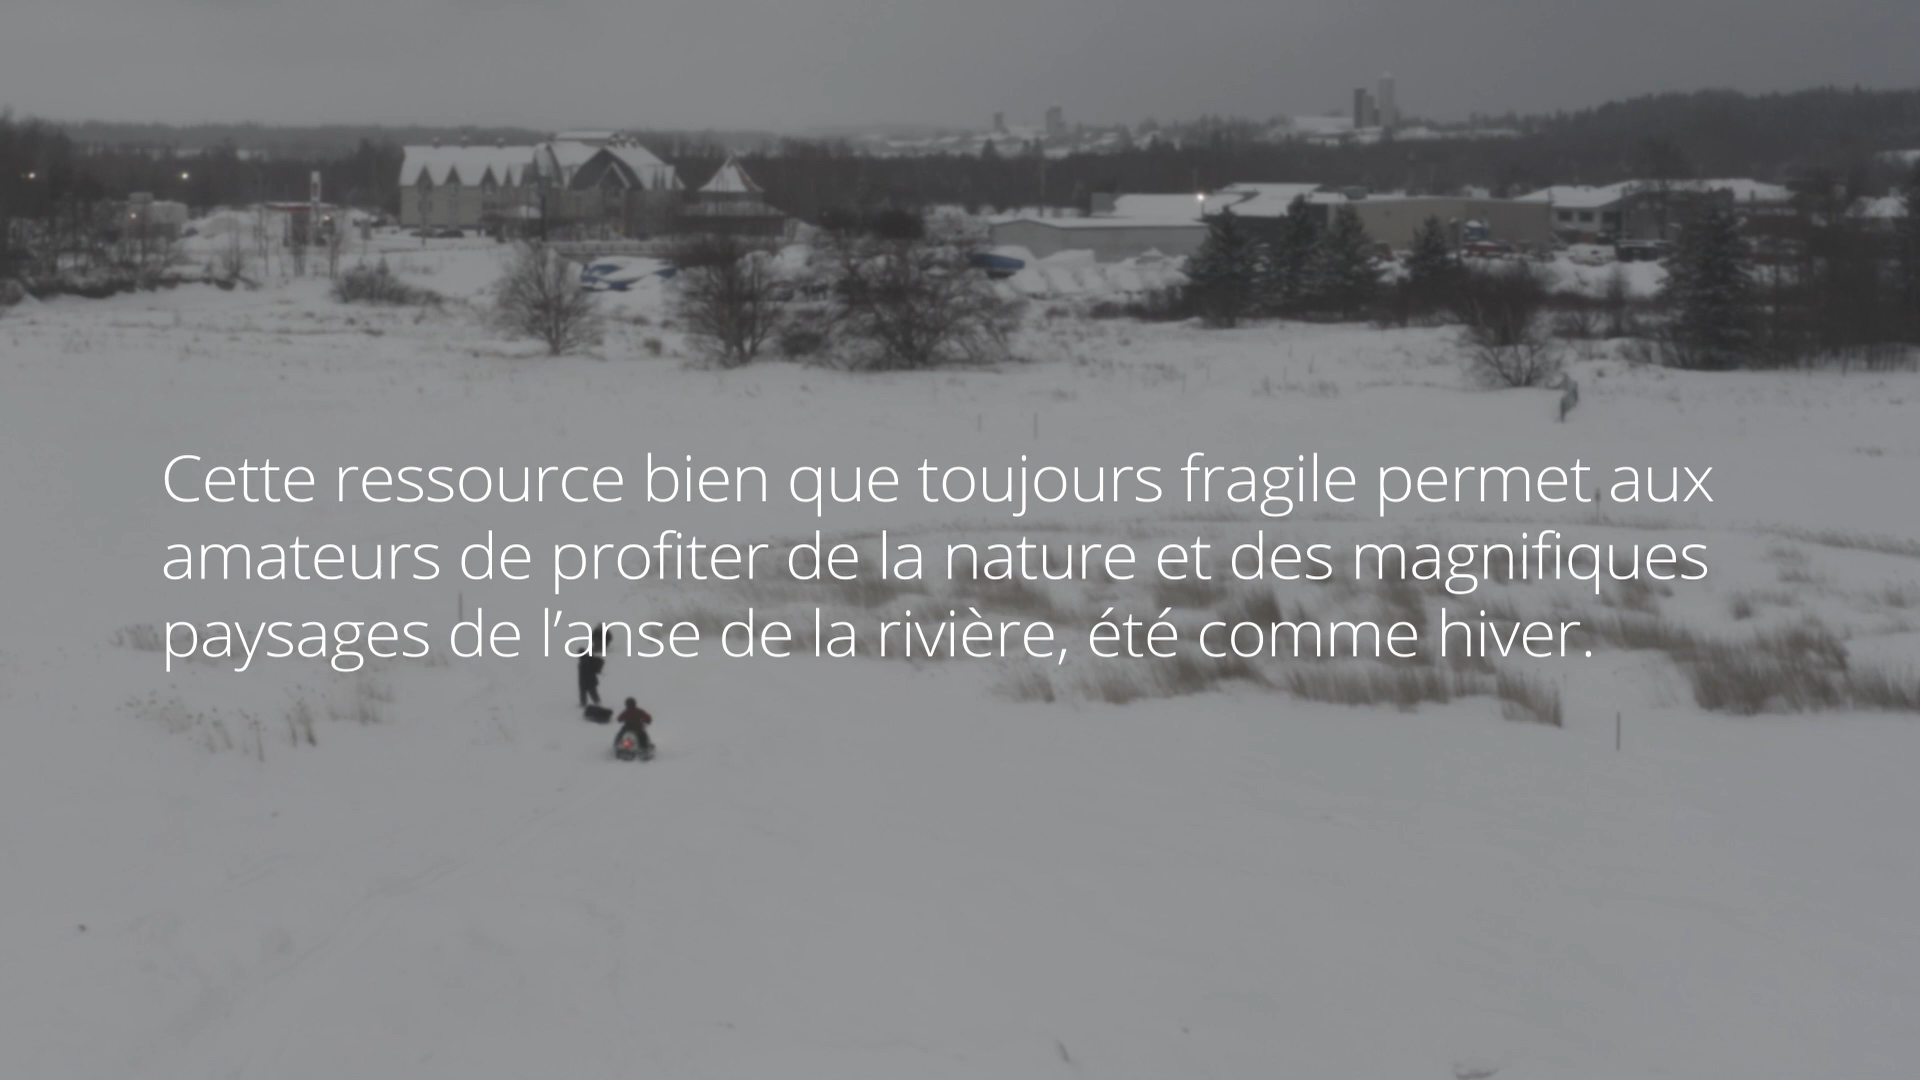 Cette ressource bien que toujours fragile permet aux
amateurs de profiter de la nature et des magnifiques
paysages de l’anse de la rivière, été comme hiver.